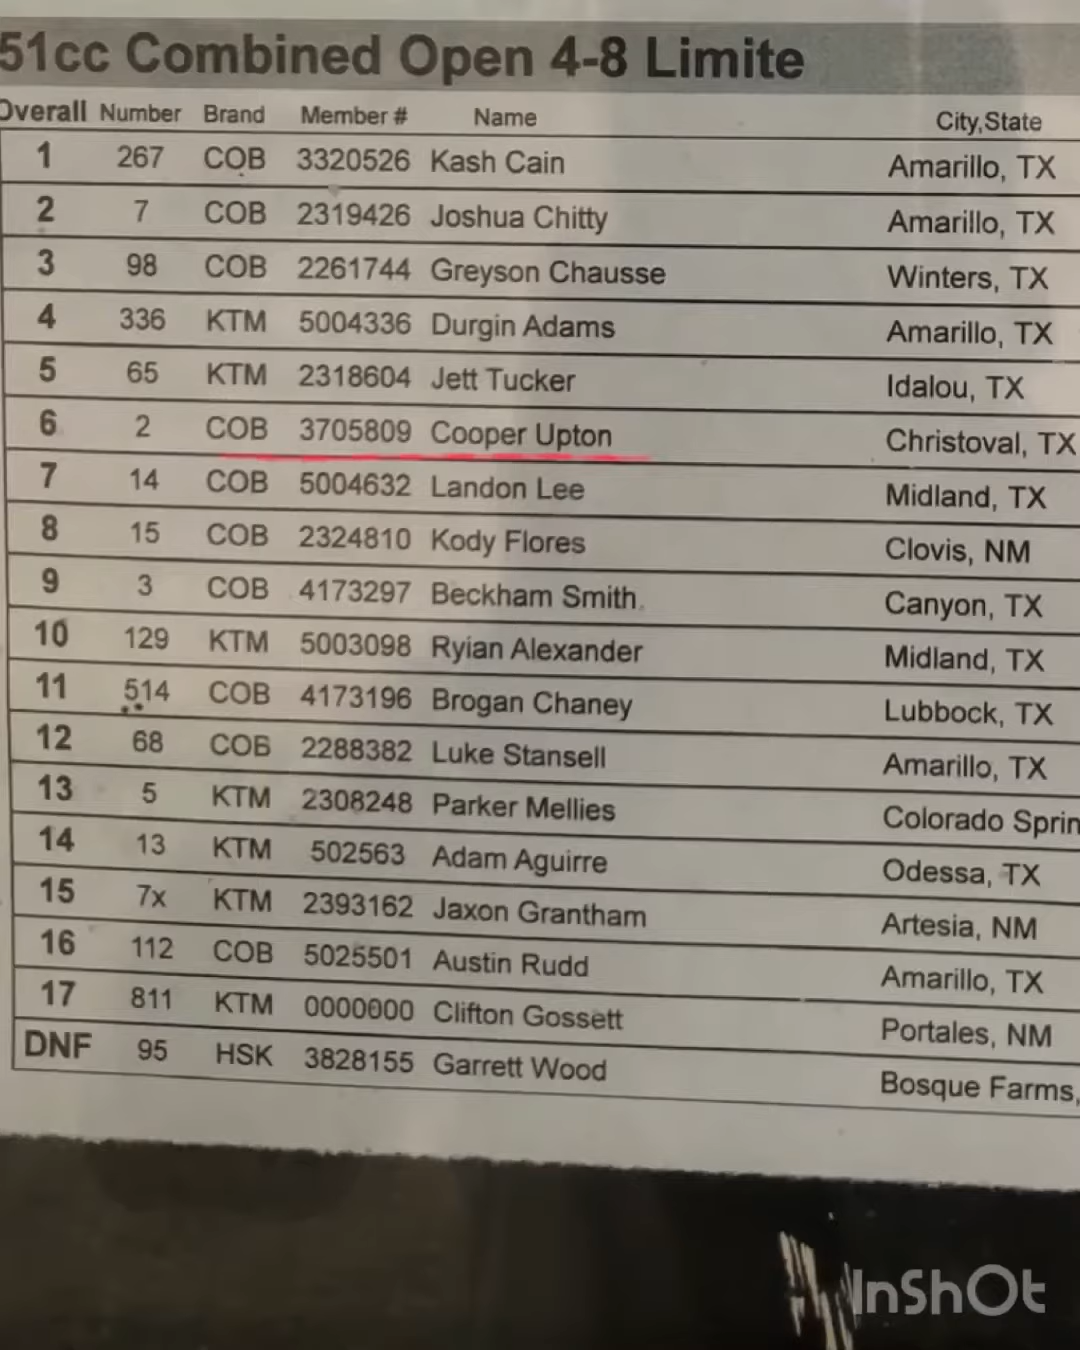 51cc Combined Open 4-8 Limite
Overall Number Brand Member # Name City,State
1 267 COB 3320526 Kash Cain Amarillo, TX
2 7 COB 2319426 Joshua Chitty Amarillo, TX
3 98 COB 2261744 Greyson Chausse Winters, TX
4 336 KTM 5004336 Durgin Adams Amarillo, TX
5 65 KTM 2318604 Jett Tucker Idalou, TX
6 2 COB 3705809 Cooper Upton Christoval, TX
7 14 COB 5004632 Landon Lee Midland, TX
8 15 COB 2324810 Kody Flores Clovis, NM
9 3 COB 4173297 Beckham Smith Canyon, TX
10 129 KTM 5003098 Ryian Alexander Midland, TX
11 514 COB 4173196 Brogan Chaney Lubbock, TX
12 68 COB 2288382 Luke Stansell Amarillo, TX
13 5 KTM 2308248 Parker Mellies Colorado Sprin
14 13 KTM 502563 Adam Aguirre Odessa, TX
15 7x KTM 2393162 Jaxon Grantham Artesia, NM
16 112 COB 5025501 Austin Rudd Amarillo, TX
17 811 KTM 0000000 Clifton Gossett Portales, NM
DNF 95 HSK 3828155 Garrett Wood Bosque Farms,
InShOt